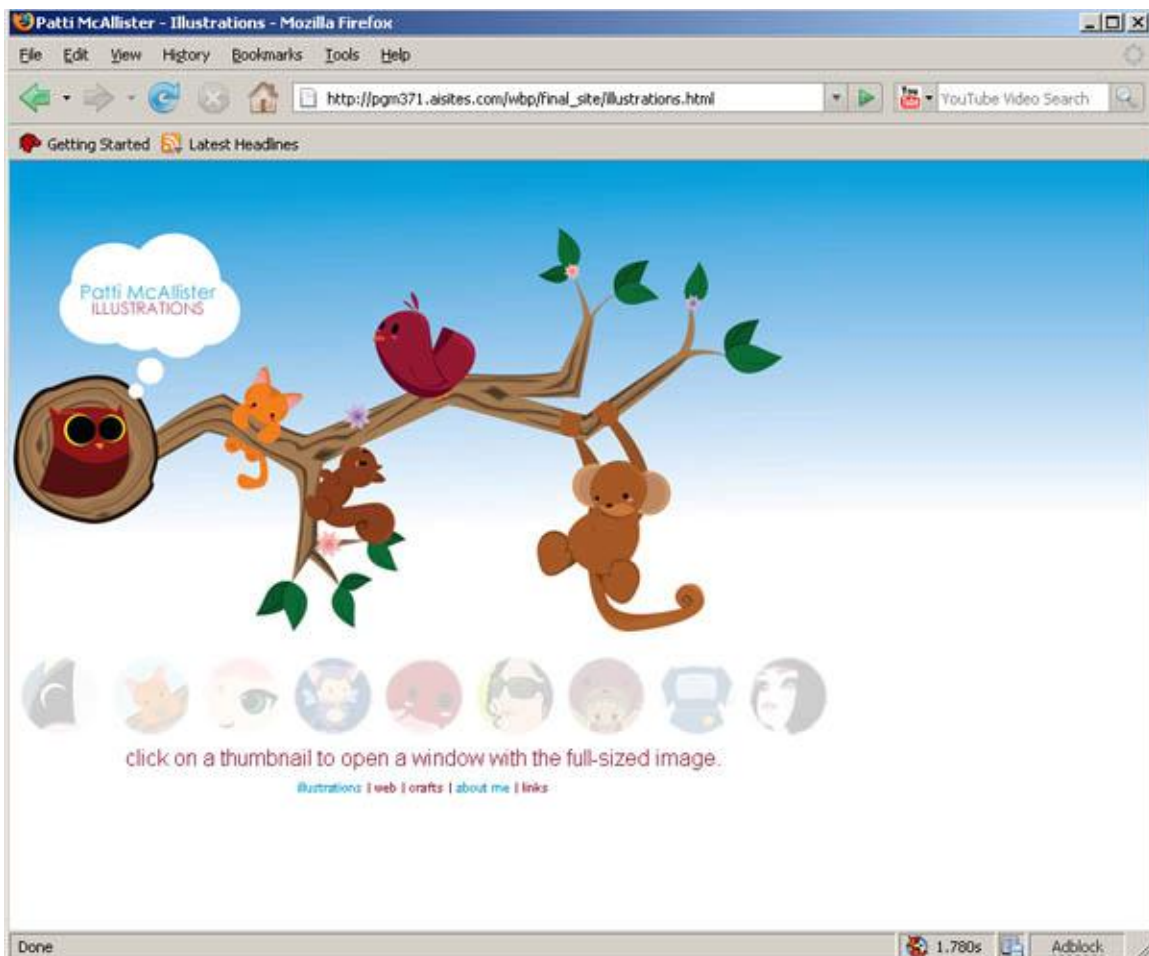 Patti McAllister - Illustrations - Mozilla Firefox
File Edit View History Bookmarks Tools Help
http://pgm371.aisites.com/wbp/final_site/illustrations.html
You Tube YouTube Video Search
Getting Started Latest Headlines
Patti McAllister
ILLUSTRATIONS
click on a thumbnail to open a window with the full-sized image.
illustrations | web | crafts | about me | links
Done 1.780s Adblock